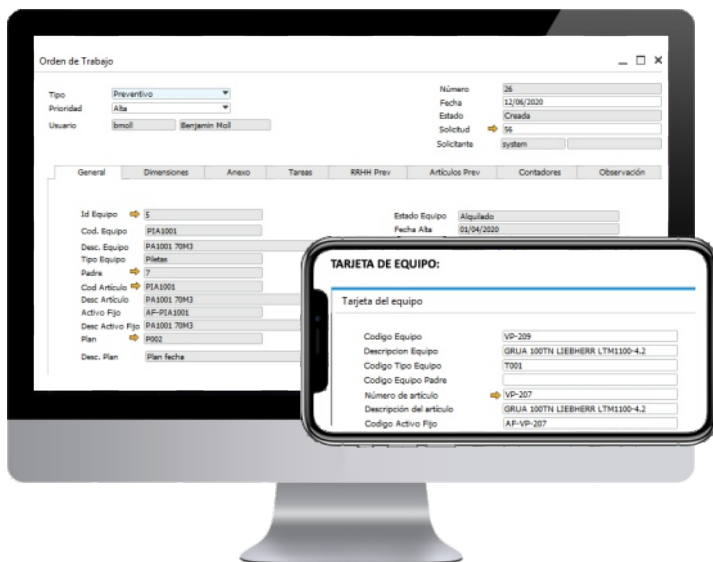 Orden de Trabajo
Tipo Preventivo
Prioridad Alta
Usuario bmoll Benjamin Moll
Número 26
Fecha 12/06/2020
Estado Creada
Solicitud 56
Solicitante system
General Dimensiones Anexo Tareas RRHH Prev Artículos Prev Contadores Observación
Id Equipo 5
Cod. Equipo PIA1001
Desc. Equipo PA1001 70M3
Tipo Equipo Piletas
Padre 7
Cod Artículo PIA1001
Desc Artículo PA1001 70M3
Activo Fijo AF-PIA1001
Desc Activo Fijo PA1001 70M3
Plan P002
Desc. Plan Plan fecha
Estado Equipo Alquilado
Fecha Alta 01/04/2020
TARJETA DE EQUIPO:
Tarjeta del equipo
Codigo Equipo VP-209
Descripcion Equipo GRUA 100TN LIEBHERR LTM1100-4.2
Codigo Tipo Equipo T001
Codigo Equipo Padre
Número de artículo VP-207
Descripción del artículo GRUA 100TN LIEBHERR LTM1100-4.2
Codigo Activo Fijo AF-VP-207